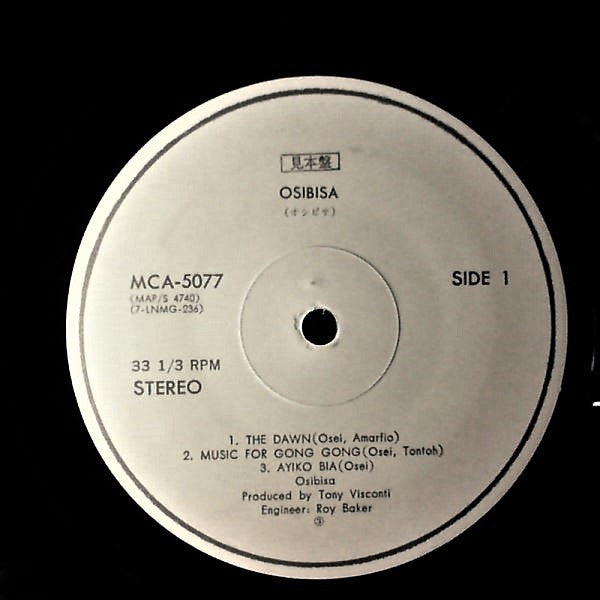 見本盤
OSIBISA
(オシビサ)
MCA-5077
(MAP/S 4740)
(7-LNMG-236)
SIDE 1
33 1/3 RPM
STEREO
1. THE DAWN(Osei, Amarfio)
2. MUSIC FOR GONG GONG(Osei, Tontoh)
3. AYIKO BIA(Osei)
Osibisa
Produced by Tony Visconti
Engineer: Roy Baker
③